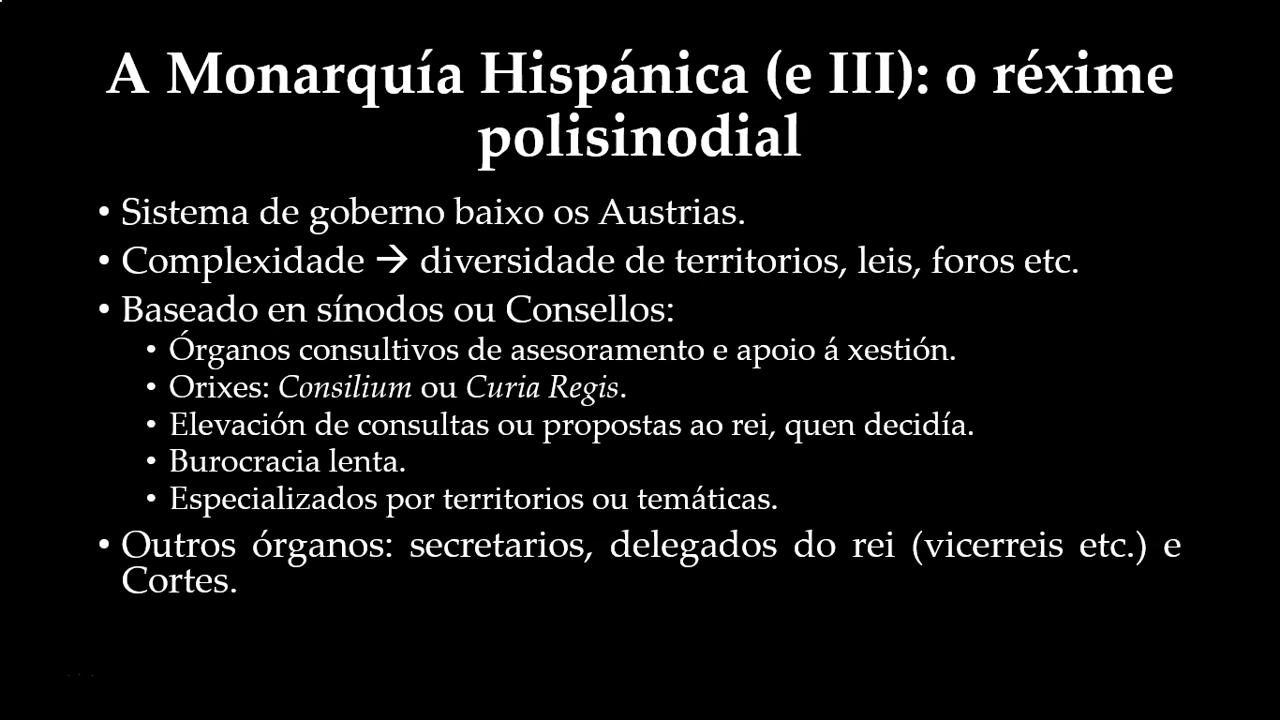 A Monarquía Hispánica (e III): o réxime
polisinodial
• Sistema de goberno baixo os Austrias.
• Complexidade → diversidade de territorios, leis, foros etc.
• Baseado en sínodos ou Consellos:
• Órganos consultivos de asesoramento e apoio á xestión.
• Orixes: Consilium ou Curia Regis.
• Elevación de consultas ou propostas ao rei, quen decidía.
• Burocracia lenta.
• Especializados por territorios ou temáticas.
• Outros órganos: secretarios, delegados do rei (vicerreis etc.) e
Cortes.